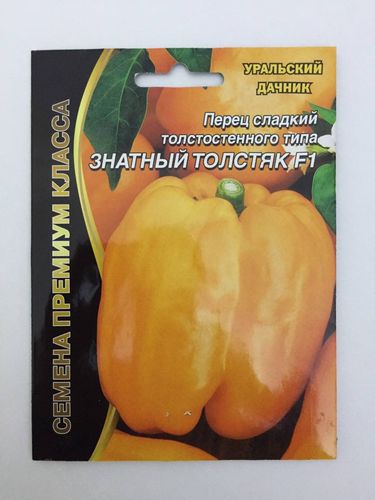 УРАЛЬСКИЙ
ДАЧНИК
Перец сладкий
толстостенного типа
ЗНАТНЫЙ ТОЛСТЯК F1
СЕМЕНА ПРЕМИУМ КЛАССА